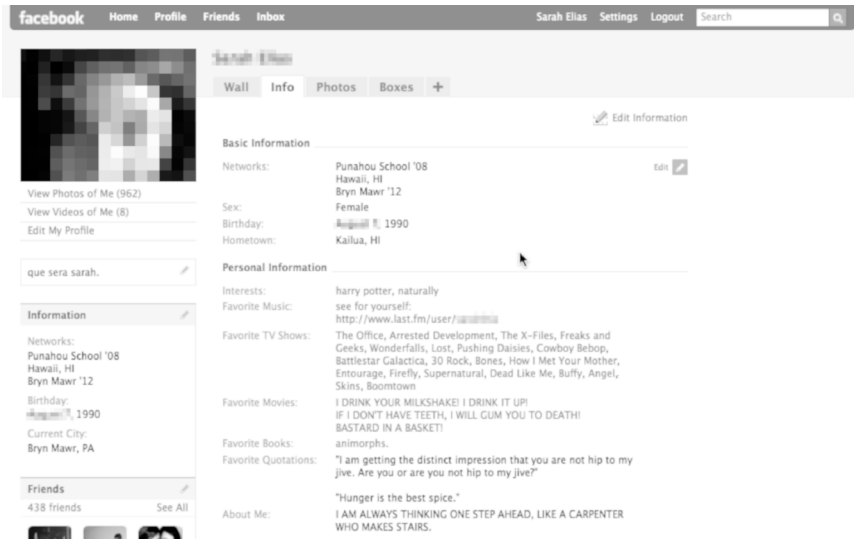 facebook Home Profile Friends Inbox Sarah Elias Settings Logout Search
Wall Info Photos Boxes +
Edit Information
Basic Information
Networks: Punahou School '08 Edit
Hawaii, HI
Bryn Mawr '12
Sex: Female
Birthday: 1990
Hometown: Kailua, HI
Personal Information
Interests: harry potter, naturally
Favorite Music: see for yourself:
http://www.last.fm/user/
Favorite TV Shows: The Office, Arrested Development, The X-Files, Freaks and
Geeks, Wonderfalls, Lost, Pushing Daisies, Cowboy Bebop,
Battlestar Galactica, 30 Rock, Bones, How I Met Your Mother,
Entourage, Firefly, Supernatural, Dead Like Me, Buffy, Angel,
Skins, Boomtown
Favorite Movies: I DRINK YOUR MILKSHAKE! I DRINK IT UP!
IF I DON'T HAVE TEETH, I WILL GUM YOU TO DEATH!
BASTARD IN A BASKET!
Favorite Books: animorphs.
Favorite Quotations: "I am getting the distinct impression that you are not hip to my
jive. Are you or are you not hip to my jive?"
"Hunger is the best spice."
About Me: I AM ALWAYS THINKING ONE STEP AHEAD, LIKE A CARPENTER
WHO MAKES STAIRS.
View Photos of Me (962)
View Videos of Me (8)
Edit My Profile
que sera sarah.
Information
Networks:
Punahou School '08
Hawaii, HI
Bryn Mawr '12
Birthday:
1990
Current City:
Bryn Mawr, PA
Friends
438 friends See All